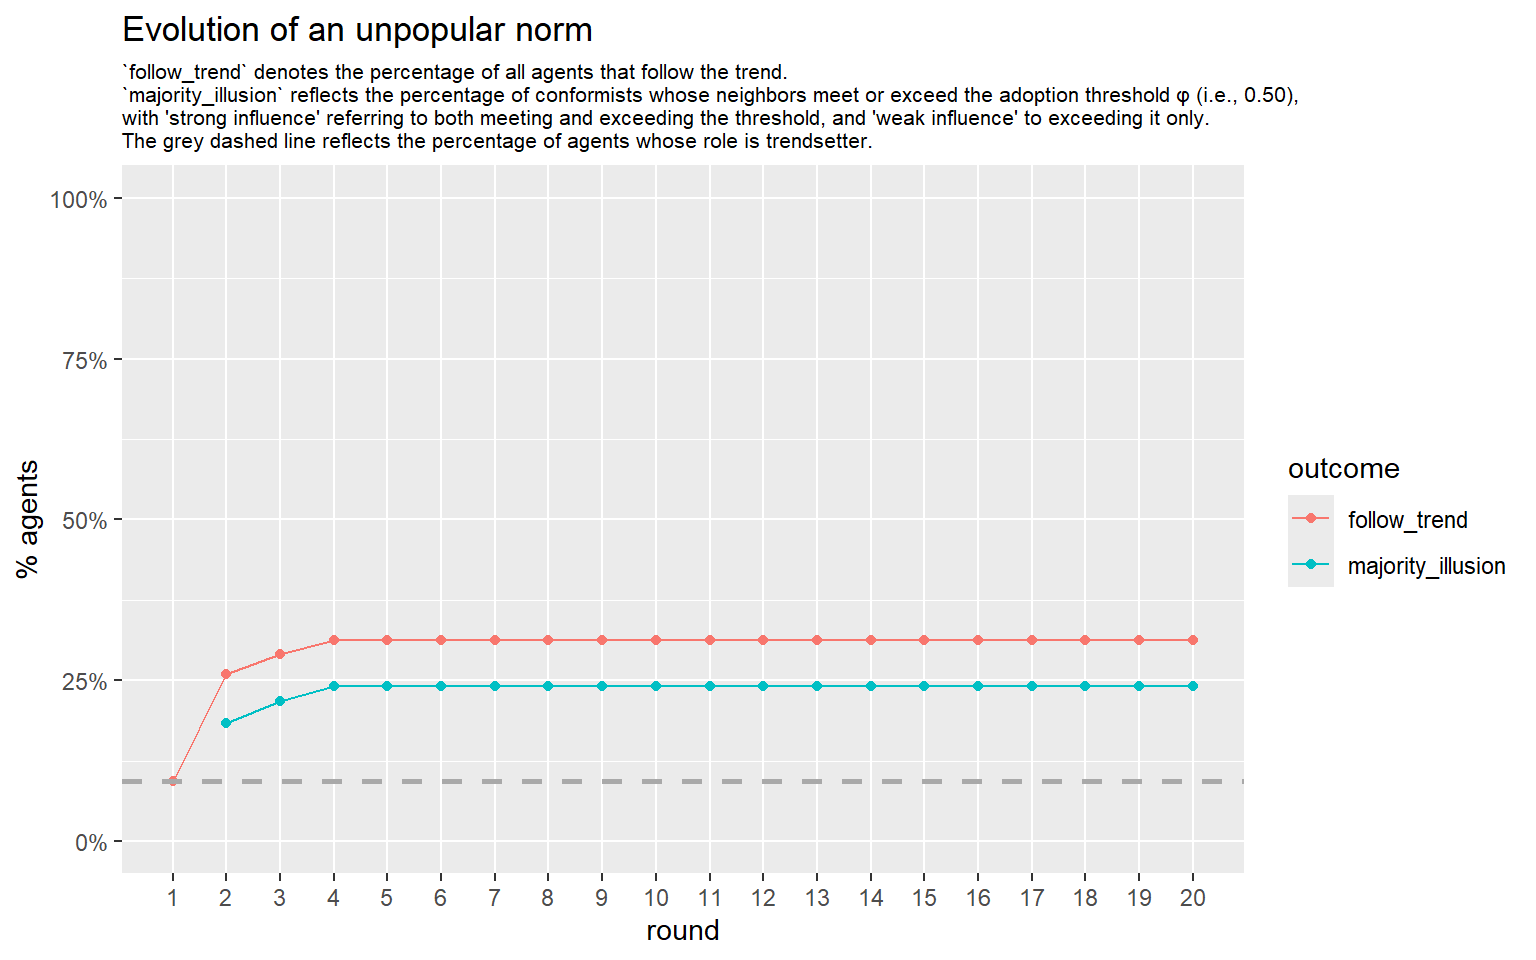 Evolution of an unpopular norm
`follow_trend` denotes the percentage of all agents that follow the trend.
`majority_illusion` reflects the percentage of conformists whose neighbors meet or exceed the adoption threshold φ (i.e., 0.50),
with 'strong influence' referring to both meeting and exceeding the threshold, and 'weak influence' to exceeding it only.
The grey dashed line reflects the percentage of agents whose role is trendsetter.
100%
75%
50%
25%
0%
% agents
1 2 3 4 5 6 7 8 9 10 11 12 13 14 15 16 17 18 19 20
round
outcome
follow_trend
majority_illusion